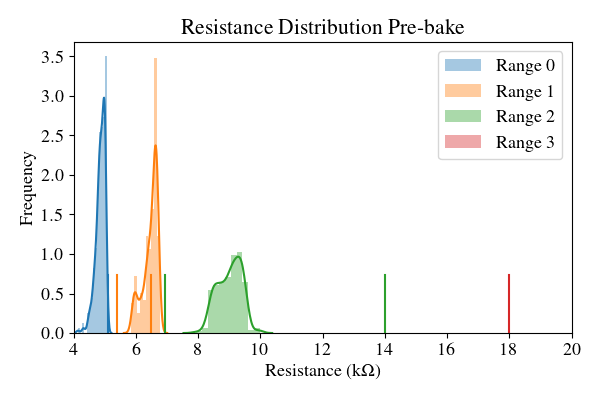 Resistance Distribution Pre-bake
Frequency
3.5
3.0
2.5
2.0
1.5
1.0
0.5
0.0
Range 0
Range 1
Range 2
Range 3
4 6 8 10 12 14 16 18 20
Resistance (kΩ)